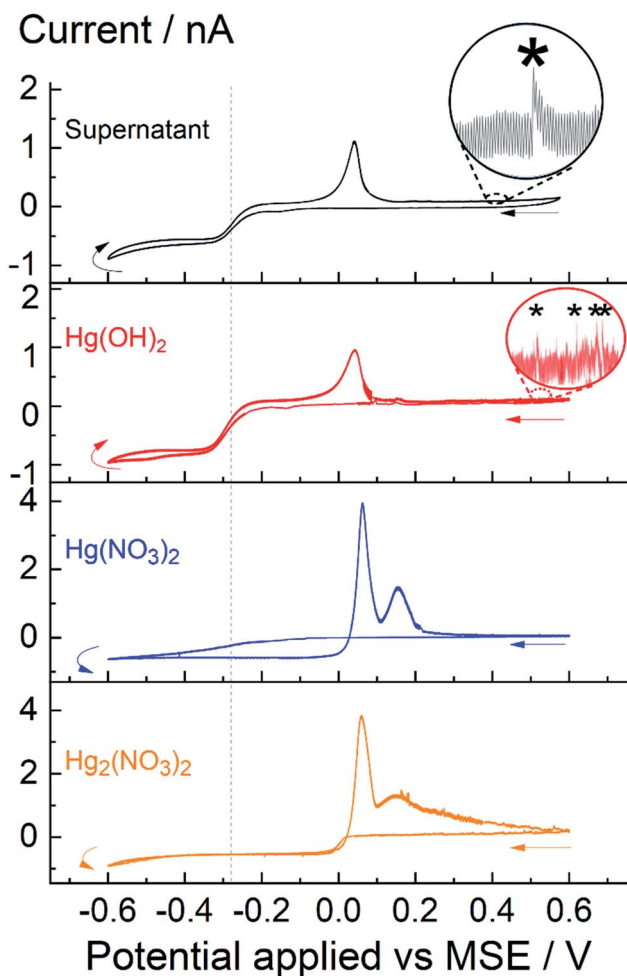 Current / nA
*
2
Supernatant
1
0
-1
2
* * **
Hg(OH)₂
1
0
-1
4
Hg(NO₃)₂
2
0
4
Hg₂(NO₃)₂
2
0
-0.6 -0.4 -0.2 0.0 0.2 0.4 0.6
Potential applied vs MSE / V